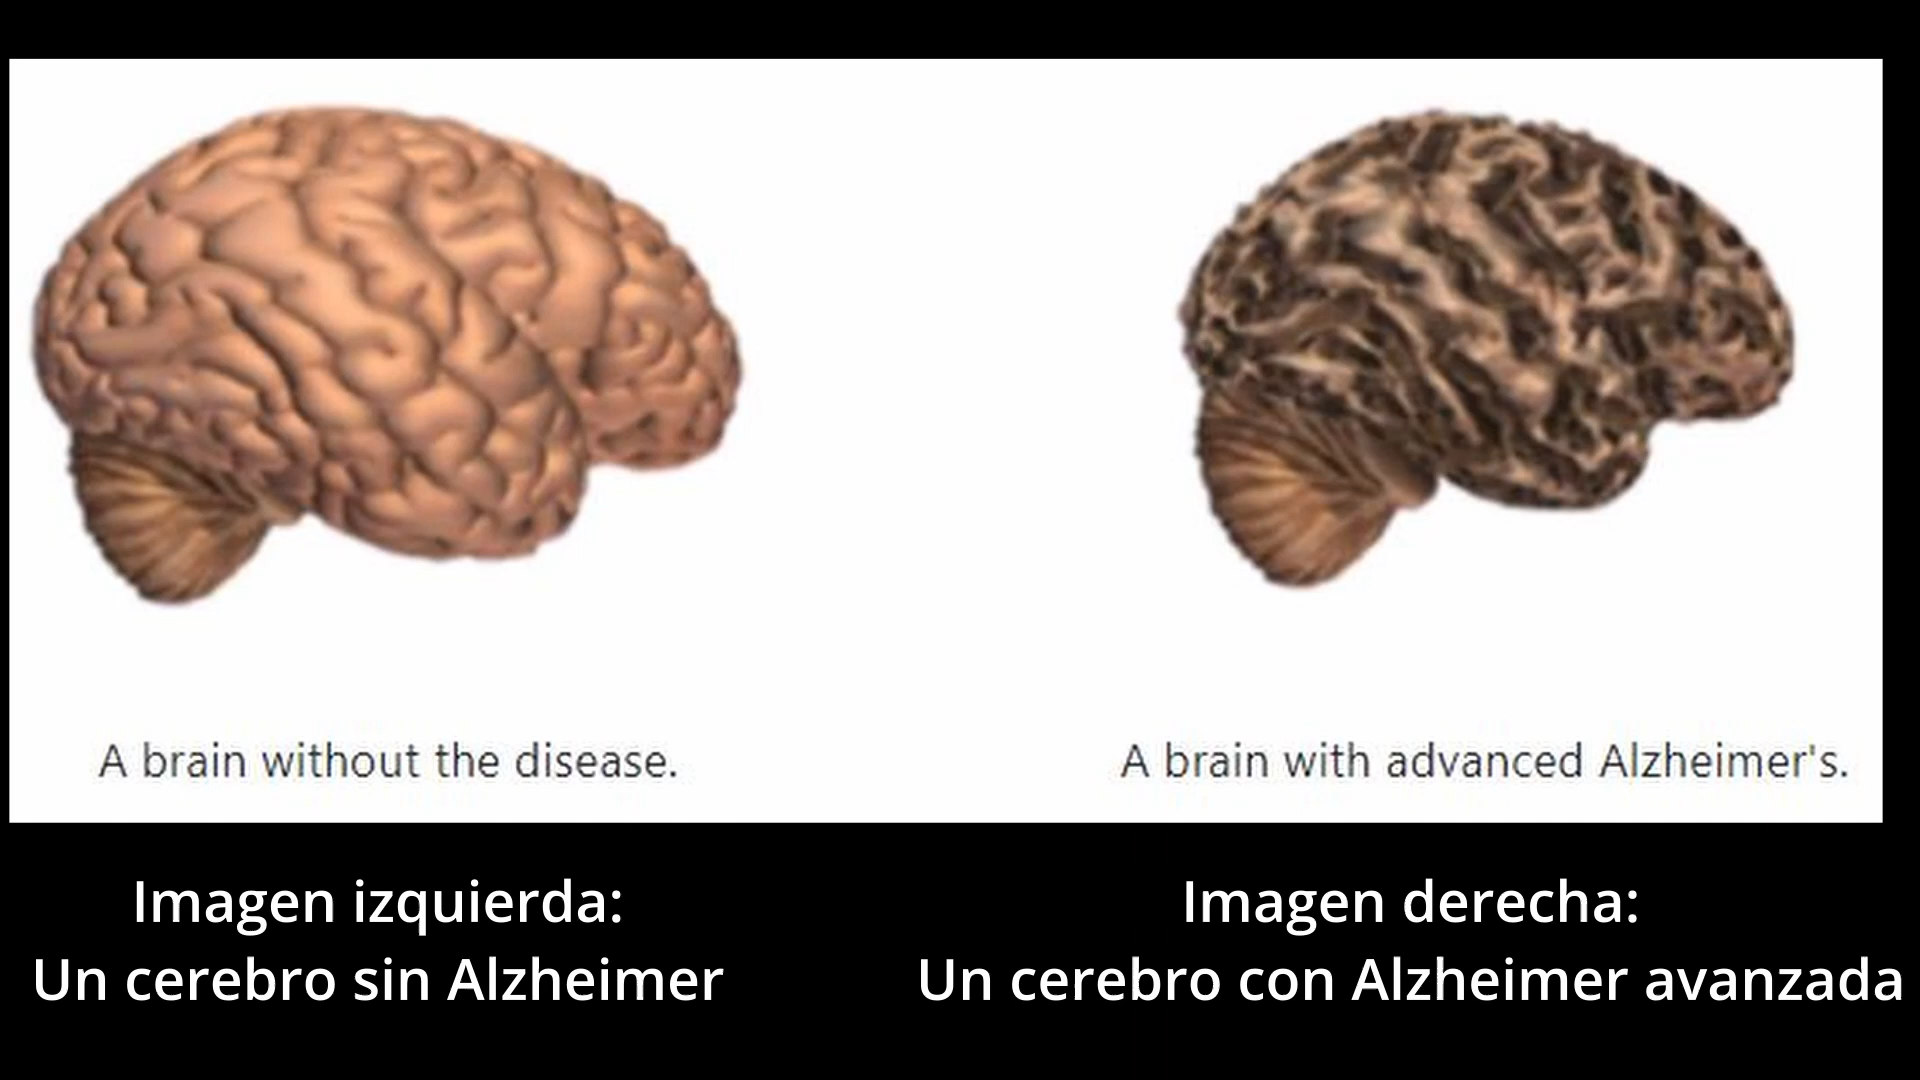 A brain without the disease.
A brain with advanced Alzheimer's.
Imagen izquierda:
Un cerebro sin Alzheimer
Imagen derecha:
Un cerebro con Alzheimer avanzada